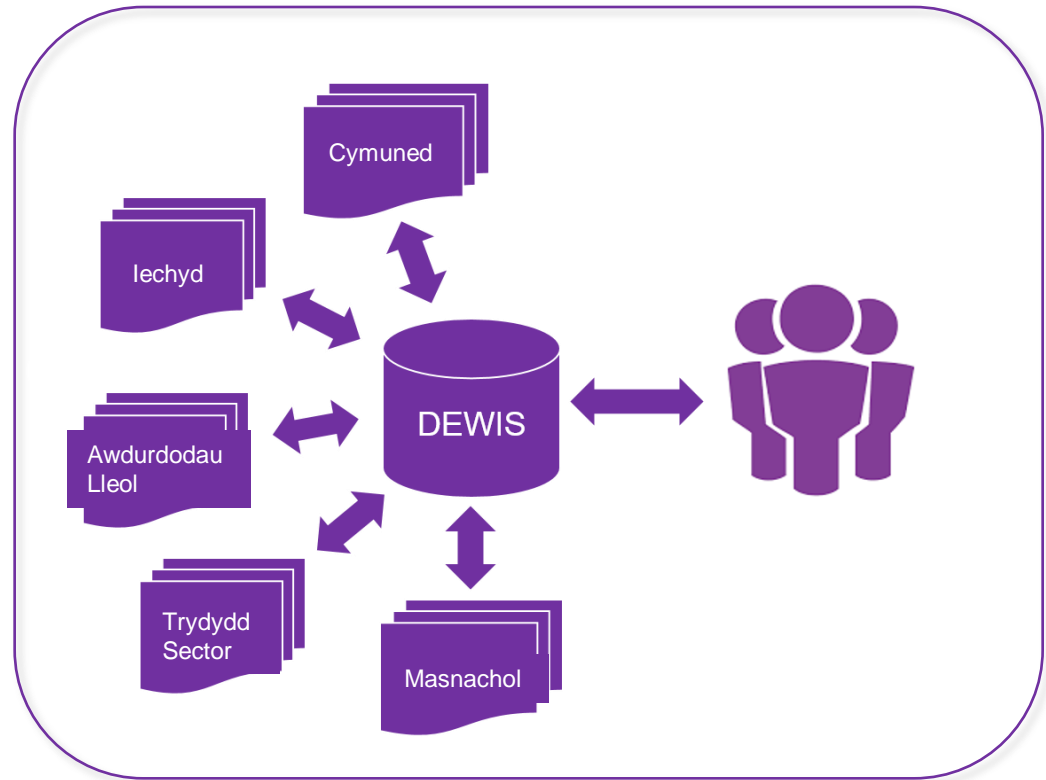 Cymuned
Iechyd
DEWIS
Awdurdodau
Lleol
Trydydd
Sector
Masnachol